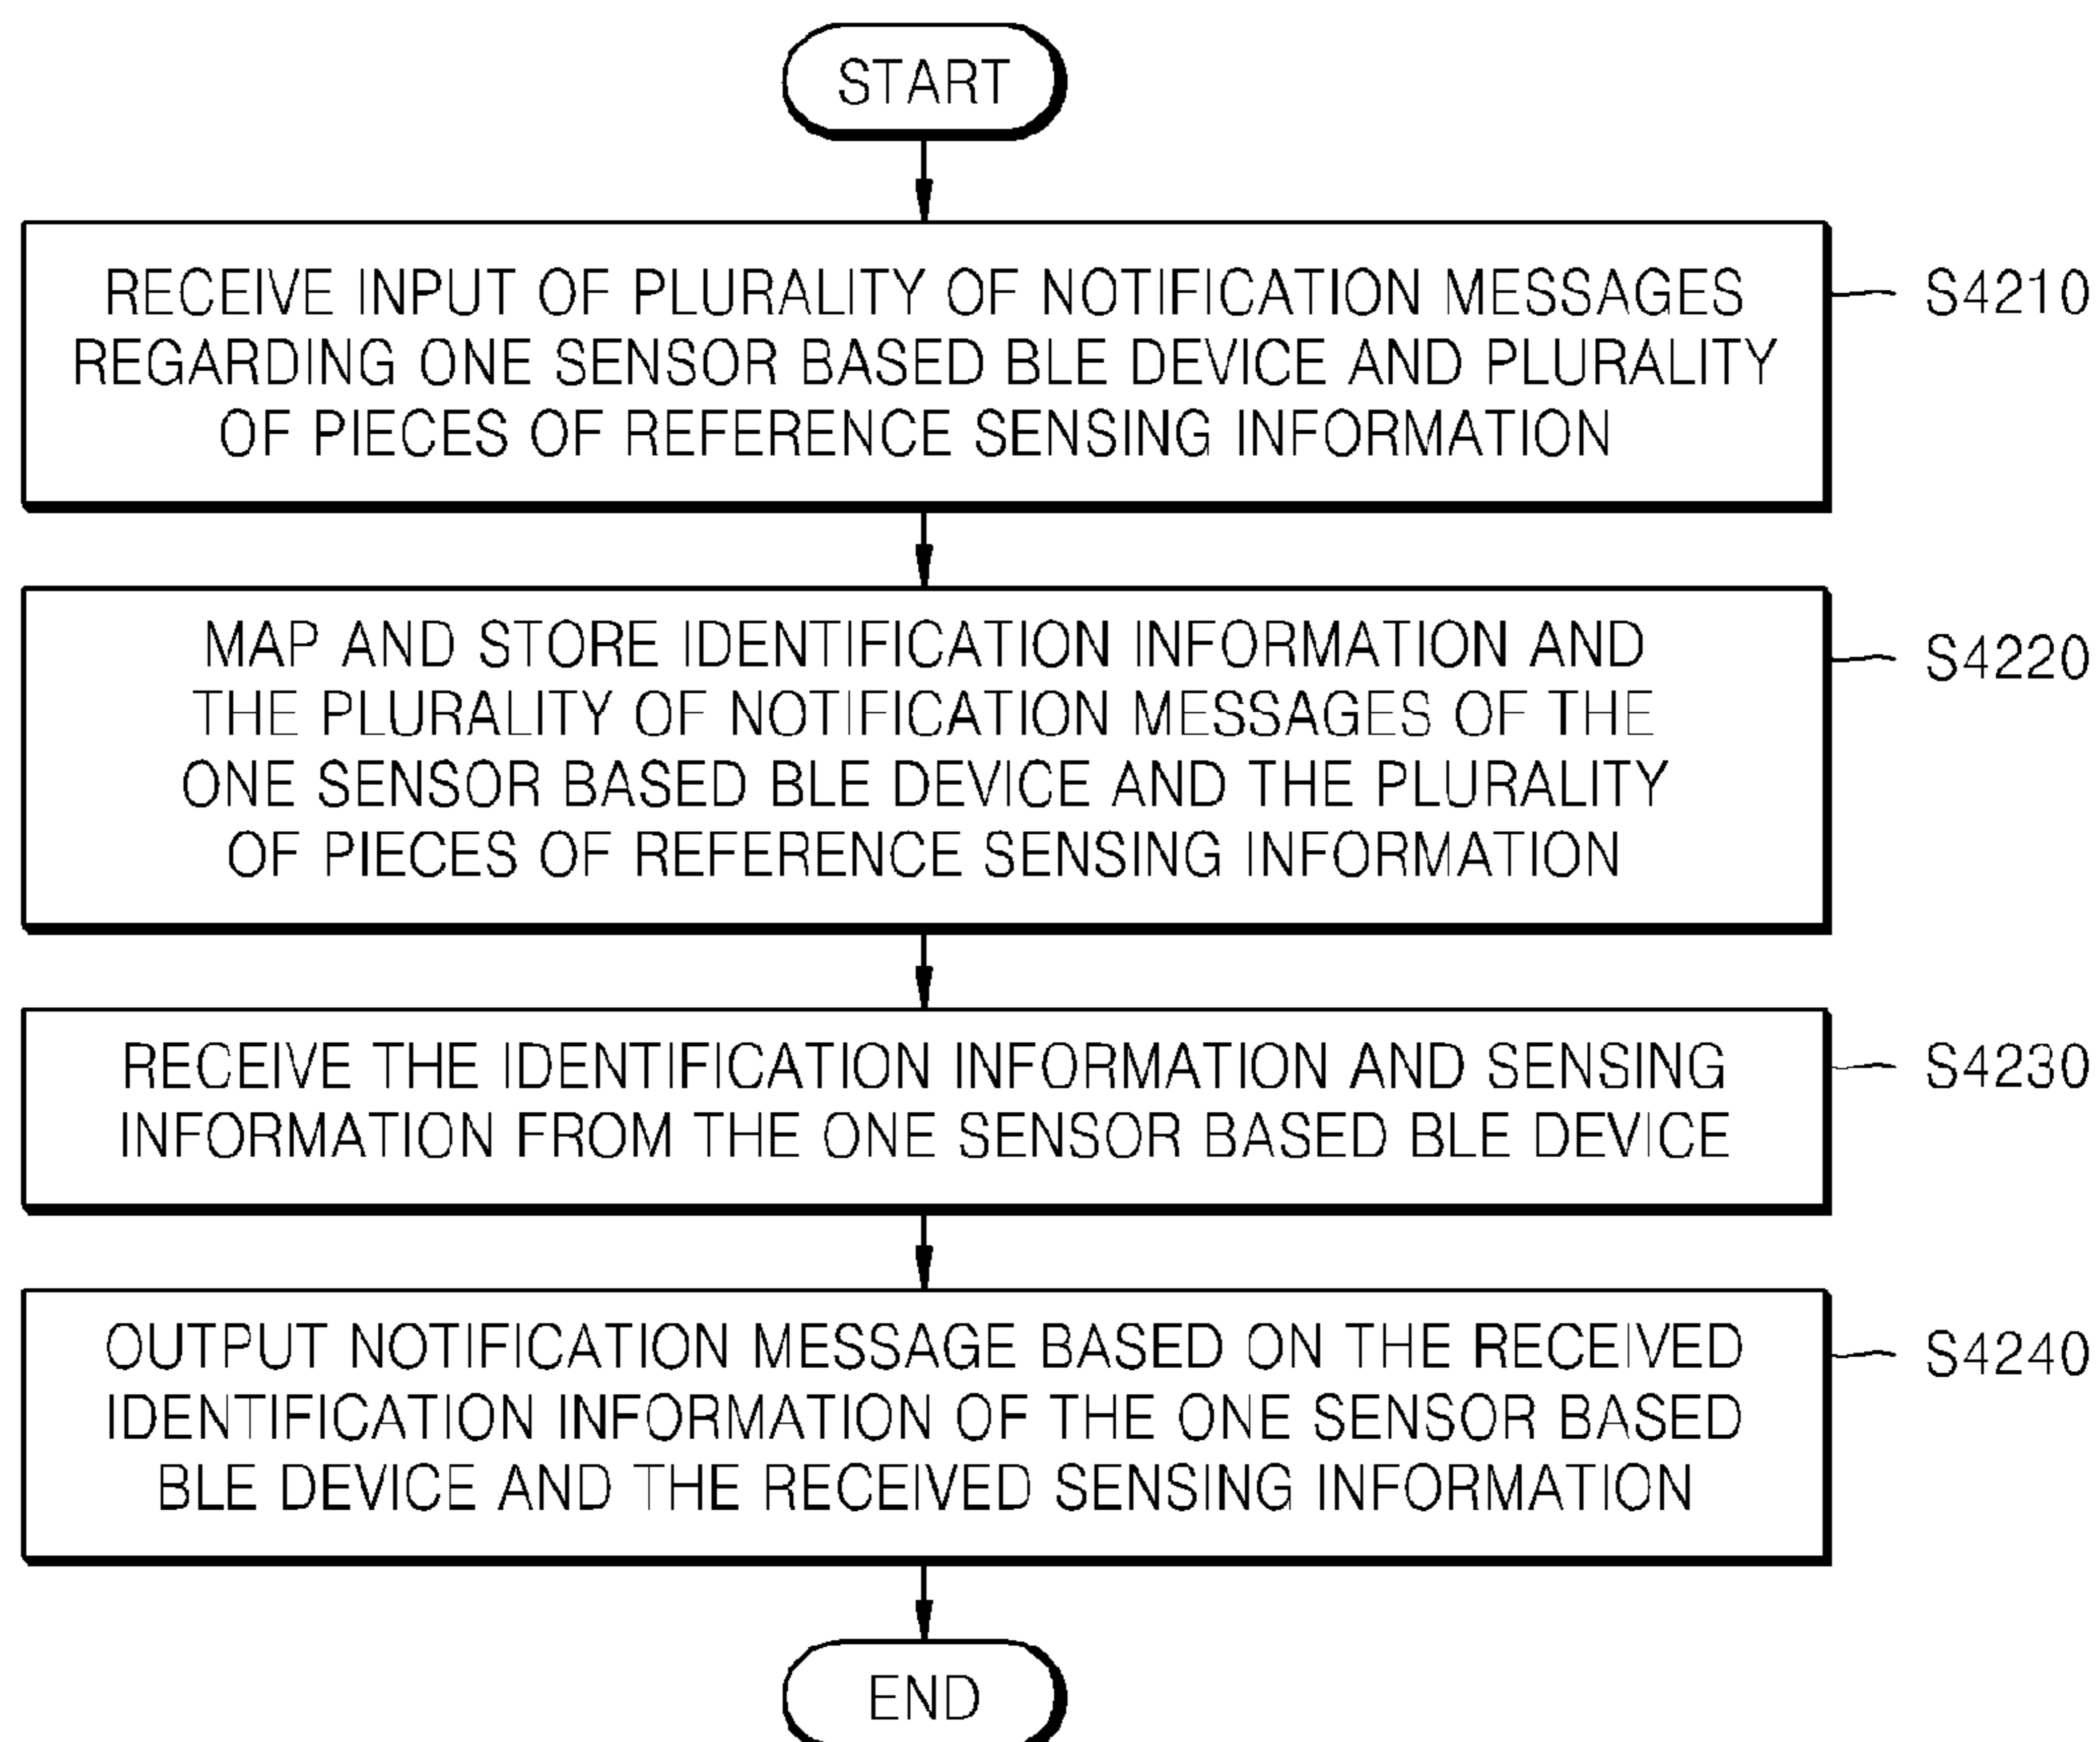 START
RECEIVE INPUT OF PLURALITY OF NOTIFICATION MESSAGES
REGARDING ONE SENSOR BASED BLE DEVICE AND PLURALITY
OF PIECES OF REFERENCE SENSING INFORMATION
S4210
MAP AND STORE IDENTIFICATION INFORMATION AND
THE PLURALITY OF NOTIFICATION MESSAGES OF THE
ONE SENSOR BASED BLE DEVICE AND THE PLURALITY
OF PIECES OF REFERENCE SENSING INFORMATION
S4220
RECEIVE THE IDENTIFICATION INFORMATION AND SENSING
INFORMATION FROM THE ONE SENSOR BASED BLE DEVICE
S4230
OUTPUT NOTIFICATION MESSAGE BASED ON THE RECEIVED
IDENTIFICATION INFORMATION OF THE ONE SENSOR BASED
BLE DEVICE AND THE RECEIVED SENSING INFORMATION
S4240
END